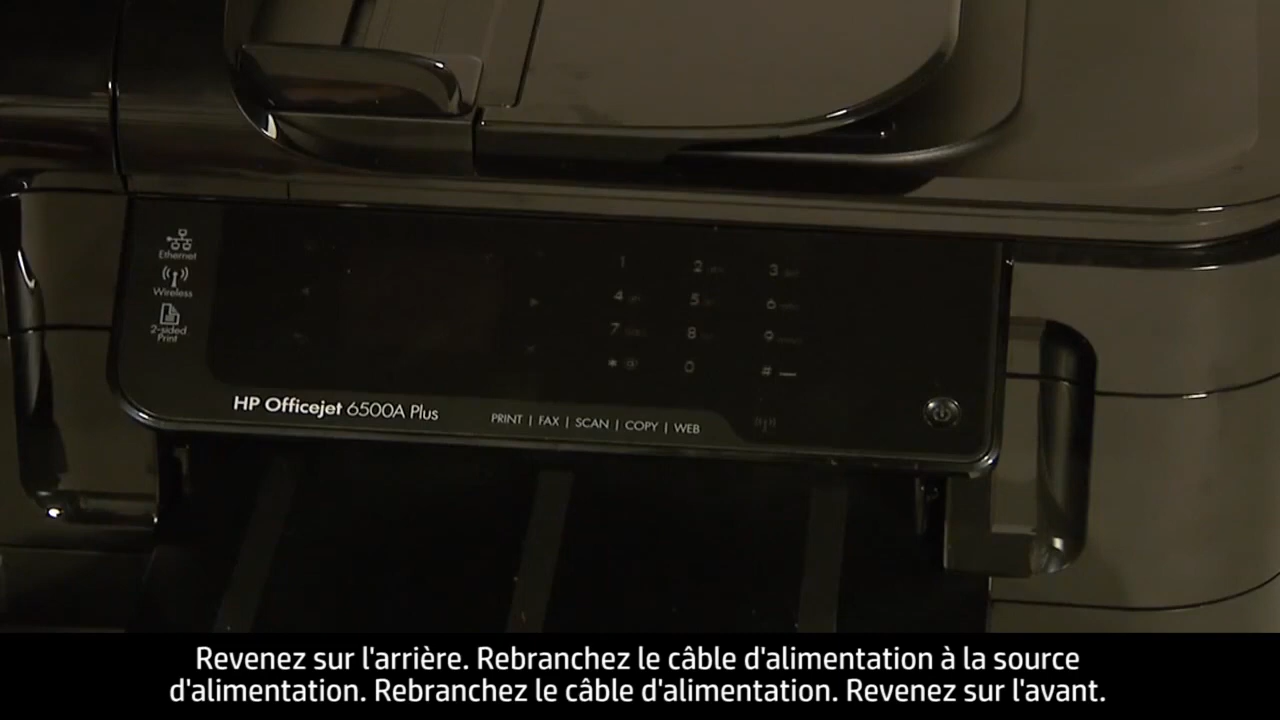 Ethernet
Wireless
2-sided
Print
1 2 3
4 5 6
7 8 9
* @ 0 #
HP Officejet 6500A Plus
PRINT | FAX | SCAN | COPY | WEB
Revenez sur l'arrière. Rebranchez le câble d'alimentation à la source
d'alimentation. Rebranchez le câble d'alimentation. Revenez sur l'avant.